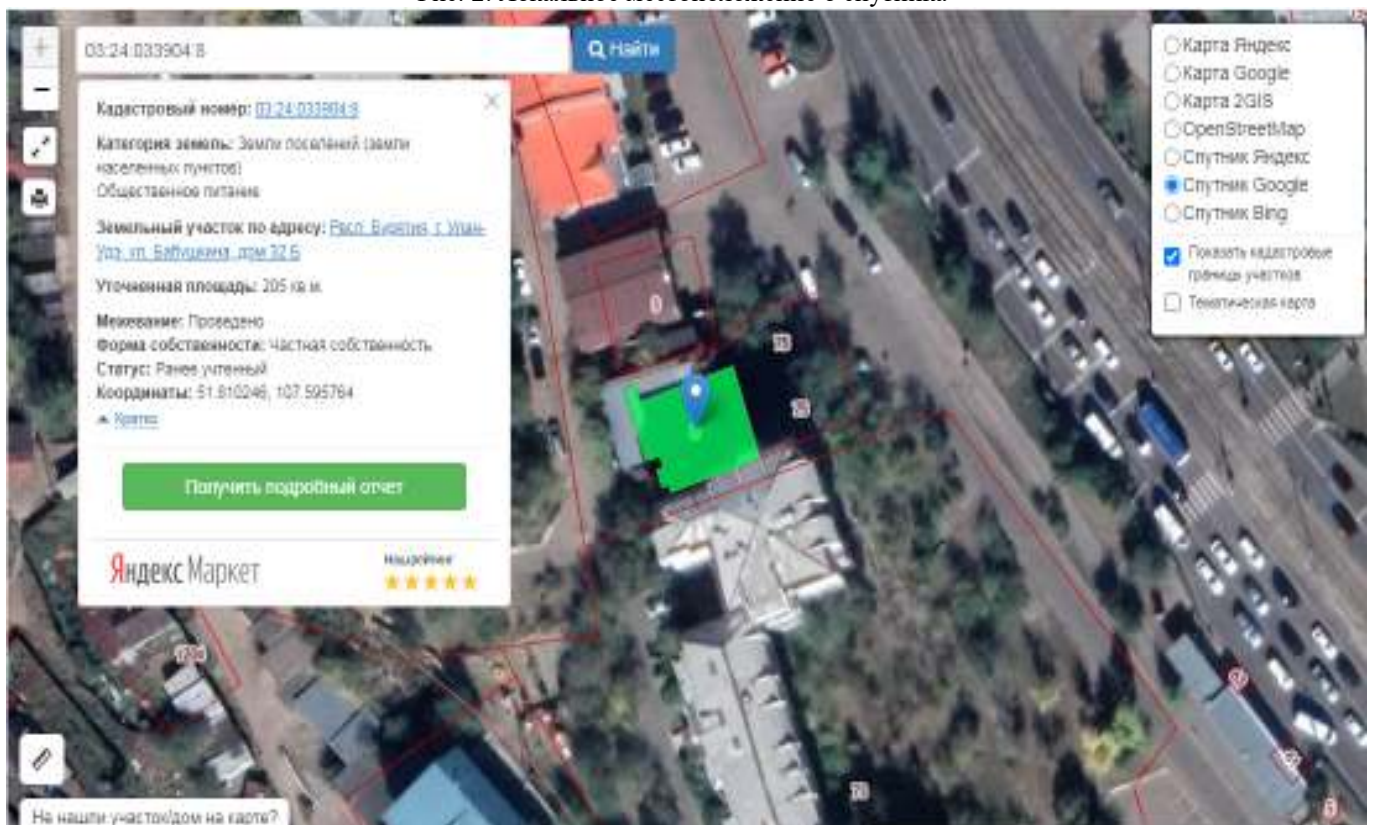 03:24:033904:8
Найти
Кадастровый номер: 03:24:033904:8
Категория земель: Земли поселений (земли
населенных пунктов)
Общественное питание
Земельный участок по адресу: Респ. Бурятия, г. Улан-
Удэ, ул. Бабушкина, дом 32 Б
Уточненная площадь: 205 кв.м.
Межевание: Проведено
Форма собственности: Частная собственность
Статус: Ранее учтенный
Координаты: 51.810246, 107.595764
Кратко
Получить подробный отчет
Яндекс Маркет
Наш рейтинг
Карта Яндекс
Карта Google
Карта 2GIS
OpenStreetMap
Спутник Яндекс
Спутник Google
Спутник Bing
Показать кадастровые
границы участков
Тематическая карта
На нашли участок/дом на карте?